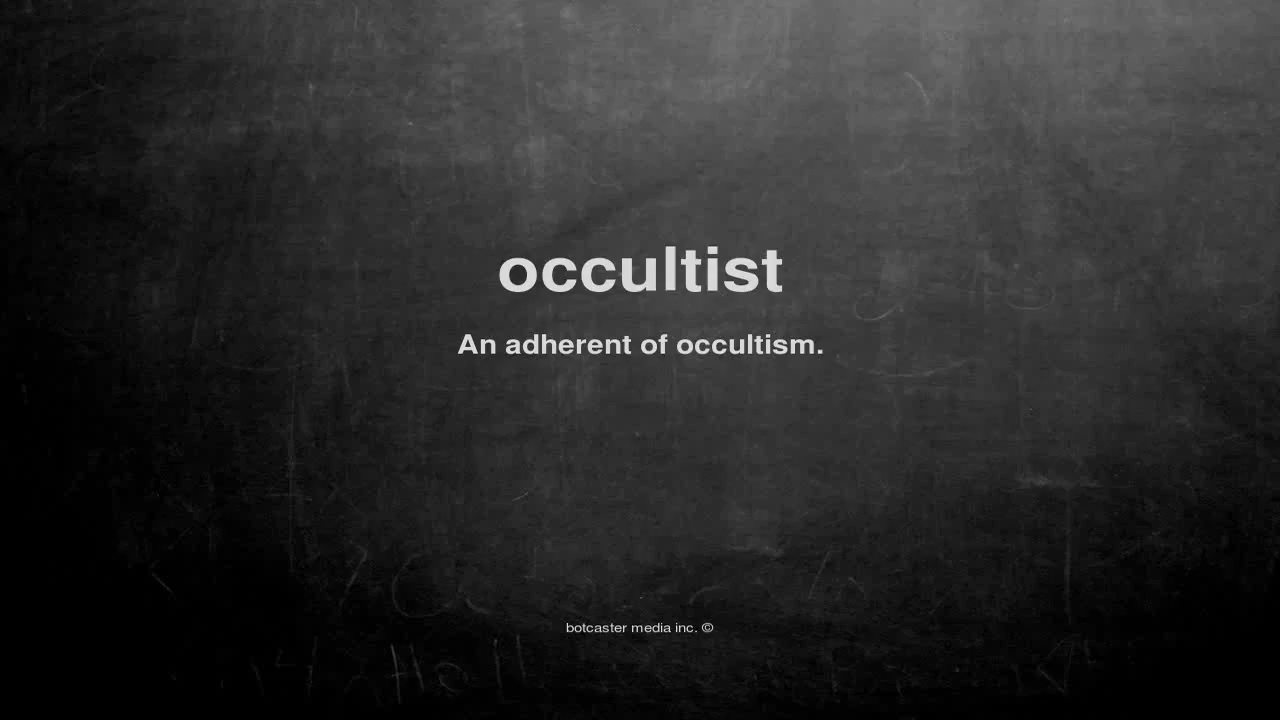 occultist
An adherent of occultism.
botcaster media inc. ©